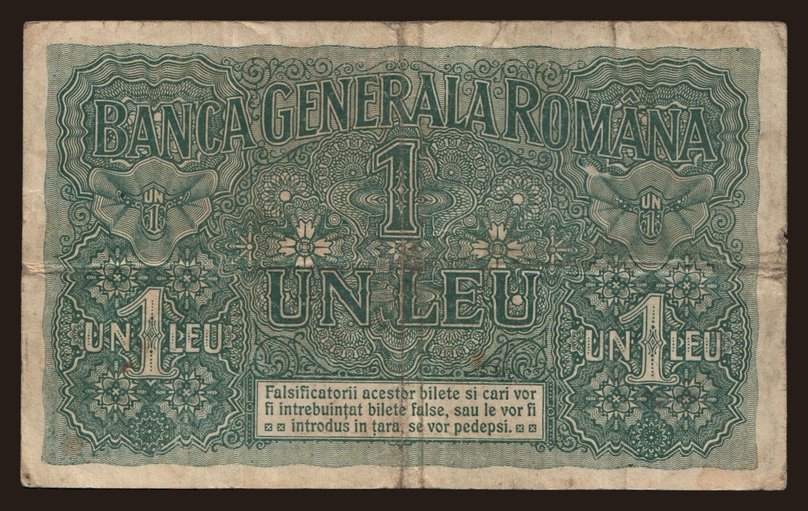 BANCA GENERALA ROMÂNĂ
1
UN
1
UN
1
UN LEU
UN 1 LEU
UN 1 LEU
Falsificatorii acestor bilete si cari vor
fi intrebuințat bilete false, sau le vor fi
introdus in țara, se vor pedepsi.